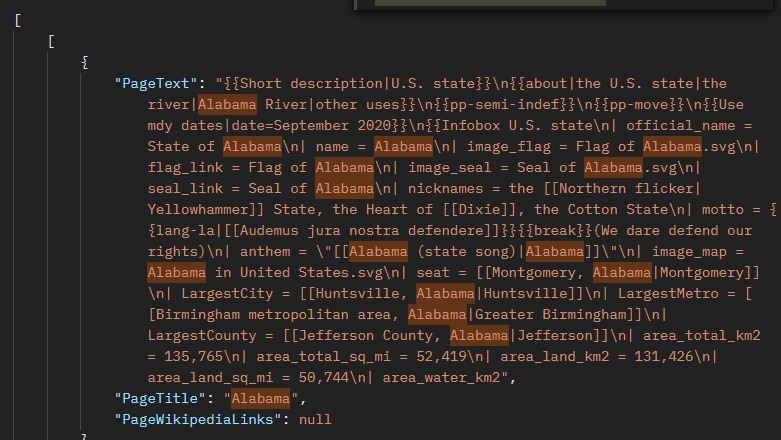 [
[
{
"PageText": "{{Short description|U.S. state}}\n{{about|the U.S. state|the
river|Alabama River|other uses}}\n{{pp-semi-indef}}\n{{pp-move}}\n{{Use
mdy dates|date=September 2020}}\n{{Infobox U.S. state\n| official_name =
State of Alabama\n| name = Alabama\n| image_flag = Flag of Alabama.svg\n|
flag_link = Flag of Alabama\n| image_seal = Seal of Alabama.svg\n|
seal_link = Seal of Alabama\n| nicknames = the [[Northern flicker|
Yellowhammer]] State, the Heart of [[Dixie]], the Cotton State\n| motto = {
{lang-la|[[Audemus jura nostra defendere]]}}{{break}}(We dare defend our
rights)\n| anthem = \"[[Alabama (state song)|Alabama]]\"\n| image_map =
Alabama in United States.svg\n| seat = [[Montgomery, Alabama|Montgomery]]
\n| LargestCity = [[Huntsville, Alabama|Huntsville]]\n| LargestMetro = [
[Birmingham metropolitan area, Alabama|Greater Birmingham]]\n|
LargestCounty = [[Jefferson County, Alabama|Jefferson]]\n| area_total_km2
= 135,765\n| area_total_sq_mi = 52,419\n| area_land_km2 = 131,426\n|
area_land_sq_mi = 50,744\n| area_water_km2",
"PageTitle": "Alabama",
"PageWikipediaLinks": null
}